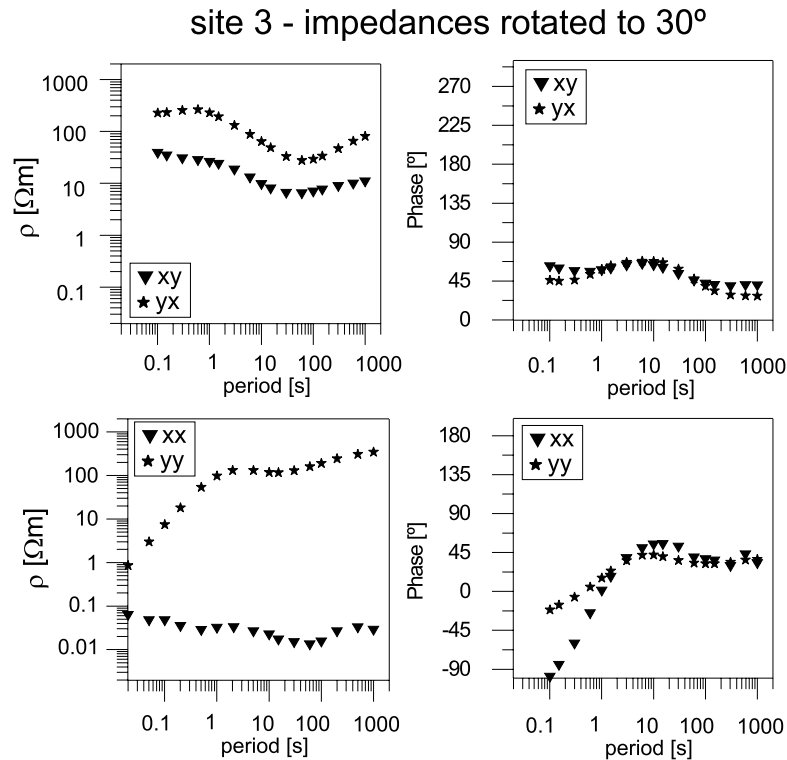 site 3 - impedances rotated to 30º
ρ [Ωm]
1000
100
10
1
0.1
xy
yx
0.1 1 10 100 1000
period [s]
Phase [º]
270
225
180
135
90
45
0
xy
yx
0.1 1 10 100 1000
period [s]
ρ [Ωm]
1000
100
10
1
0.1
0.01
xx
yy
0.1 1 10 100 1000
period [s]
Phase [º]
180
135
90
45
0
-45
-90
xx
yy
0.1 1 10 100 1000
period [s]